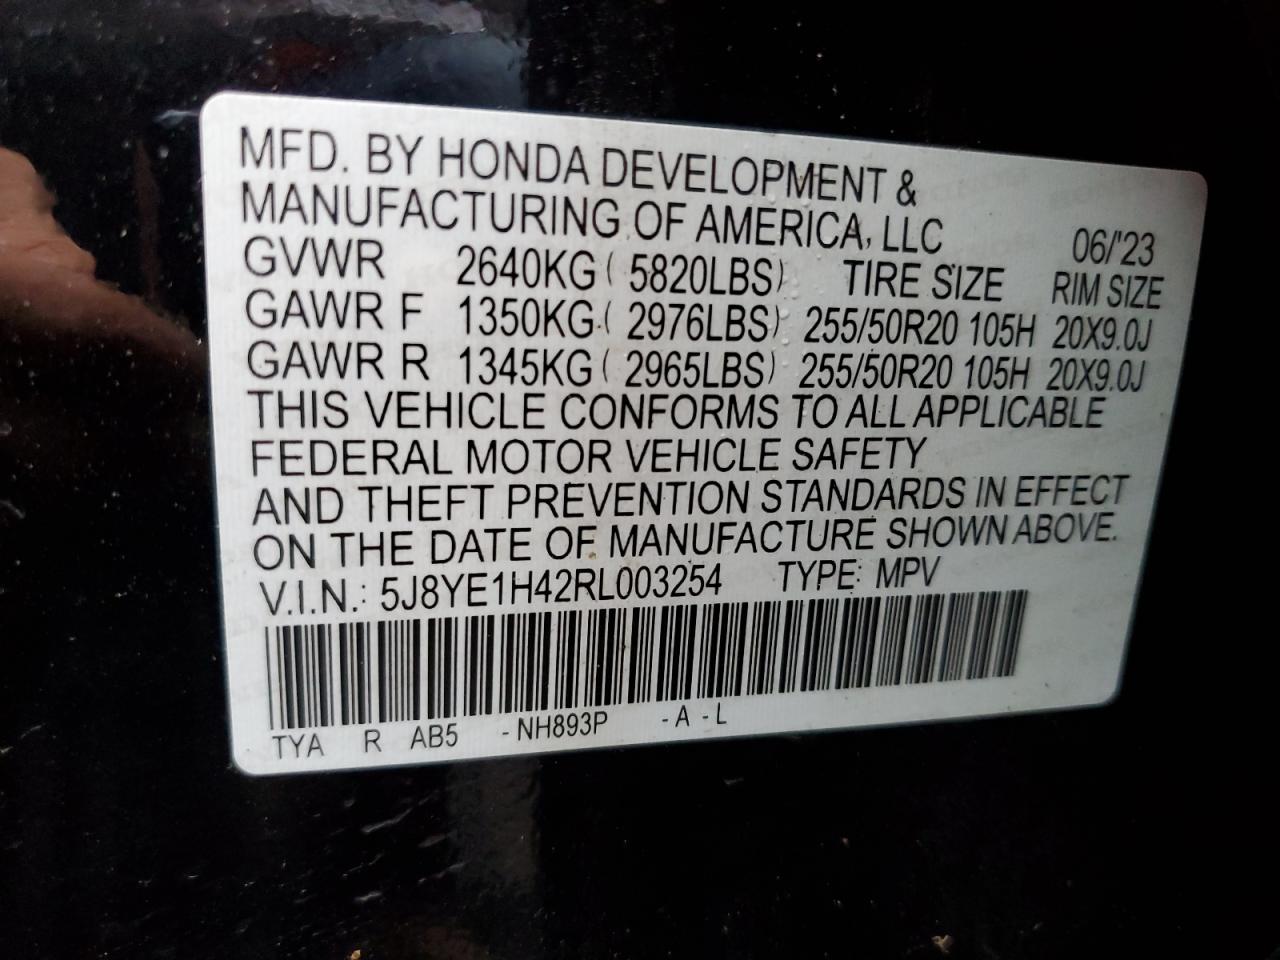 MFD. BY HONDA DEVELOPMENT &
MANUFACTURING OF AMERICA, LLC 06/'23
GVWR 2640KG ( 5820LBS) TIRE SIZE RIM SIZE
GAWR F 1350KG ( 2976LBS) 255/50R20 105H 20X9.0J
GAWR R 1345KG ( 2965LBS) 255/50R20 105H 20X9.0J
THIS VEHICLE CONFORMS TO ALL APPLICABLE
FEDERAL MOTOR VEHICLE SAFETY
AND THEFT PREVENTION STANDARDS IN EFFECT
ON THE DATE OF MANUFACTURE SHOWN ABOVE.
V.I.N.: 5J8YE1H42RL003254 TYPE: MPV
TYA R AB5 -NH893P -A -L